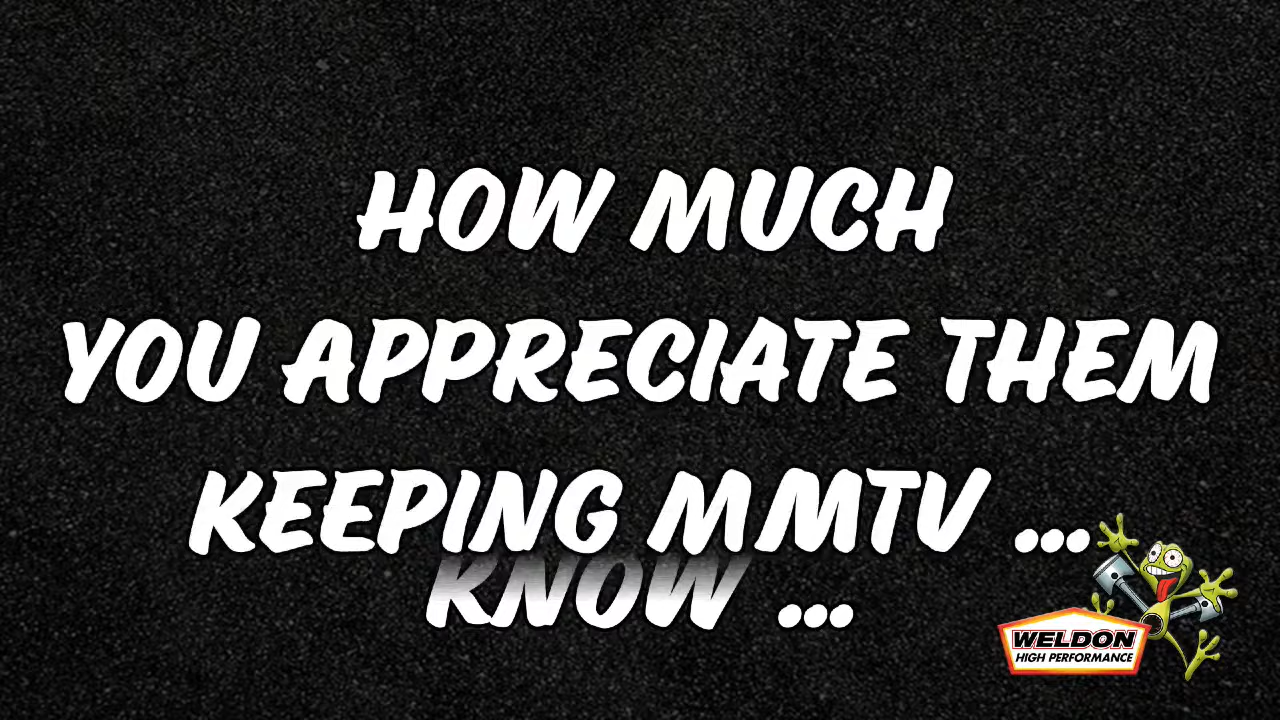 HOW MUCH
YOU APPRECIATE THEM
KEEPING MMTV ...
KNOW ...
WELDON
HIGH PERFORMANCE